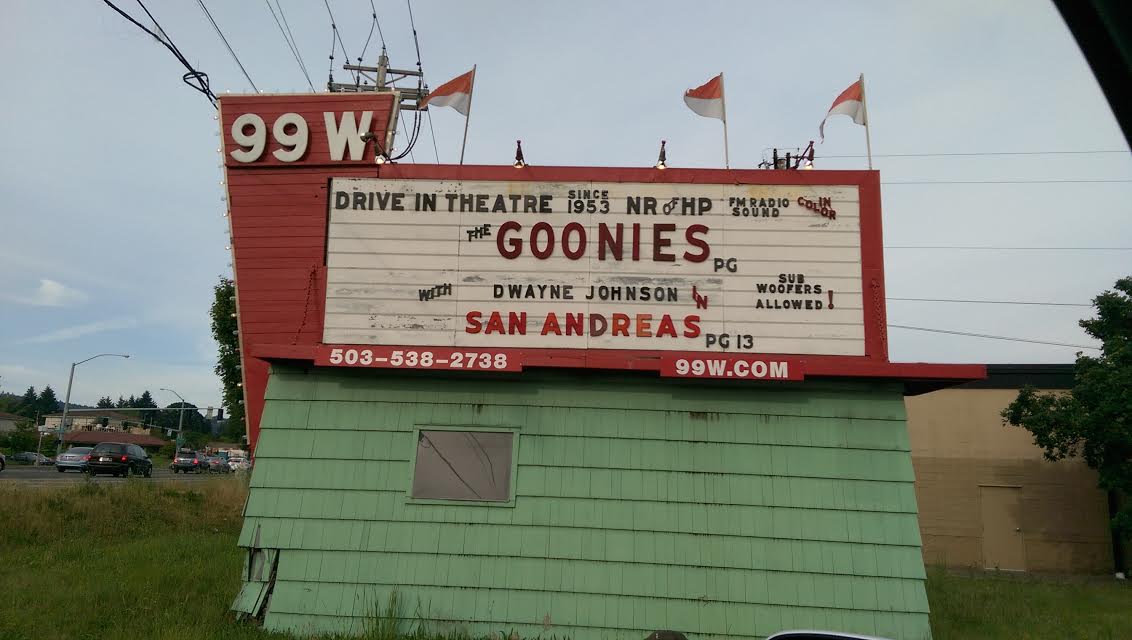 99 W
DRIVE IN THEATRE SINCE 1953 NR OF HP FM RADIO SOUND IN COLOR
THE GOONIES PG
WITH DWAYNE JOHNSON IN
SUB WOOFERS ALLOWED!
SAN ANDREAS PG 13
503-538-2738 99W.COM